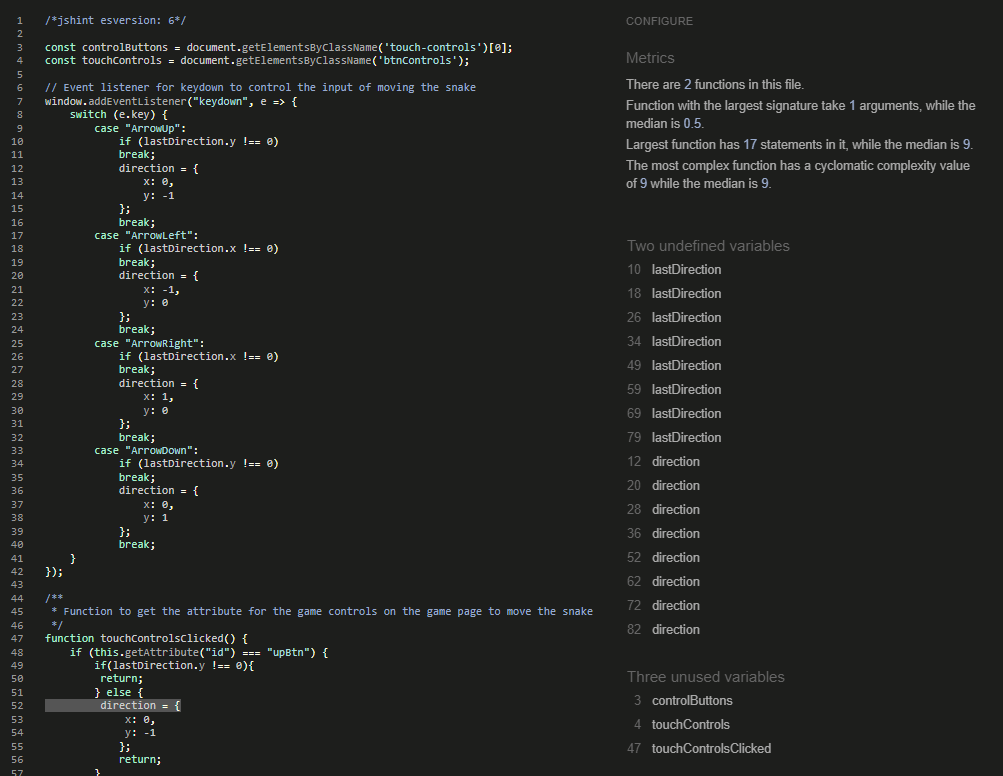 1 /*jshint esversion: 6*/
2
3 const controlButtons = document.getElementsByClassName('touch-controls')[0];
4 const touchControls = document.getElementsByClassName('btnControls');
5
6 // Event listener for keydown to control the input of moving the snake
7 window.addEventListener("keydown", e => {
8 switch (e.key) {
9 case "ArrowUp":
10 if (lastDirection.y !== 0)
11 break;
12 direction = {
13 x: 0,
14 y: -1
15 };
16 break;
17 case "ArrowLeft":
18 if (lastDirection.x !== 0)
19 break;
20 direction = {
21 x: -1,
22 y: 0
23 };
24 break;
25 case "ArrowRight":
26 if (lastDirection.x !== 0)
27 break;
28 direction = {
29 x: 1,
30 y: 0
31 };
32 break;
33 case "ArrowDown":
34 if (lastDirection.y !== 0)
35 break;
36 direction = {
37 x: 0,
38 y: 1
39 };
40 break;
41 }
42 });
43
44 /**
45 * Function to get the attribute for the game controls on the game page to move the snake
46 */
47 function touchControlsClicked() {
48 if (this.getAttribute("id") === "upBtn") {
49 if(lastDirection.y !== 0){
50 return;
51 } else {
52 direction = {
53 x: 0,
54 y: -1
55 };
56 return;
57 }
CONFIGURE
Metrics
There are 2 functions in this file.
Function with the largest signature take 1 arguments, while the
median is 0.5.
Largest function has 17 statements in it, while the median is 9.
The most complex function has a cyclomatic complexity value
of 9 while the median is 9.
Two undefined variables
10 lastDirection
18 lastDirection
26 lastDirection
34 lastDirection
49 lastDirection
59 lastDirection
69 lastDirection
79 lastDirection
12 direction
20 direction
28 direction
36 direction
52 direction
62 direction
72 direction
82 direction
Three unused variables
3 controlButtons
4 touchControls
47 touchControlsClicked